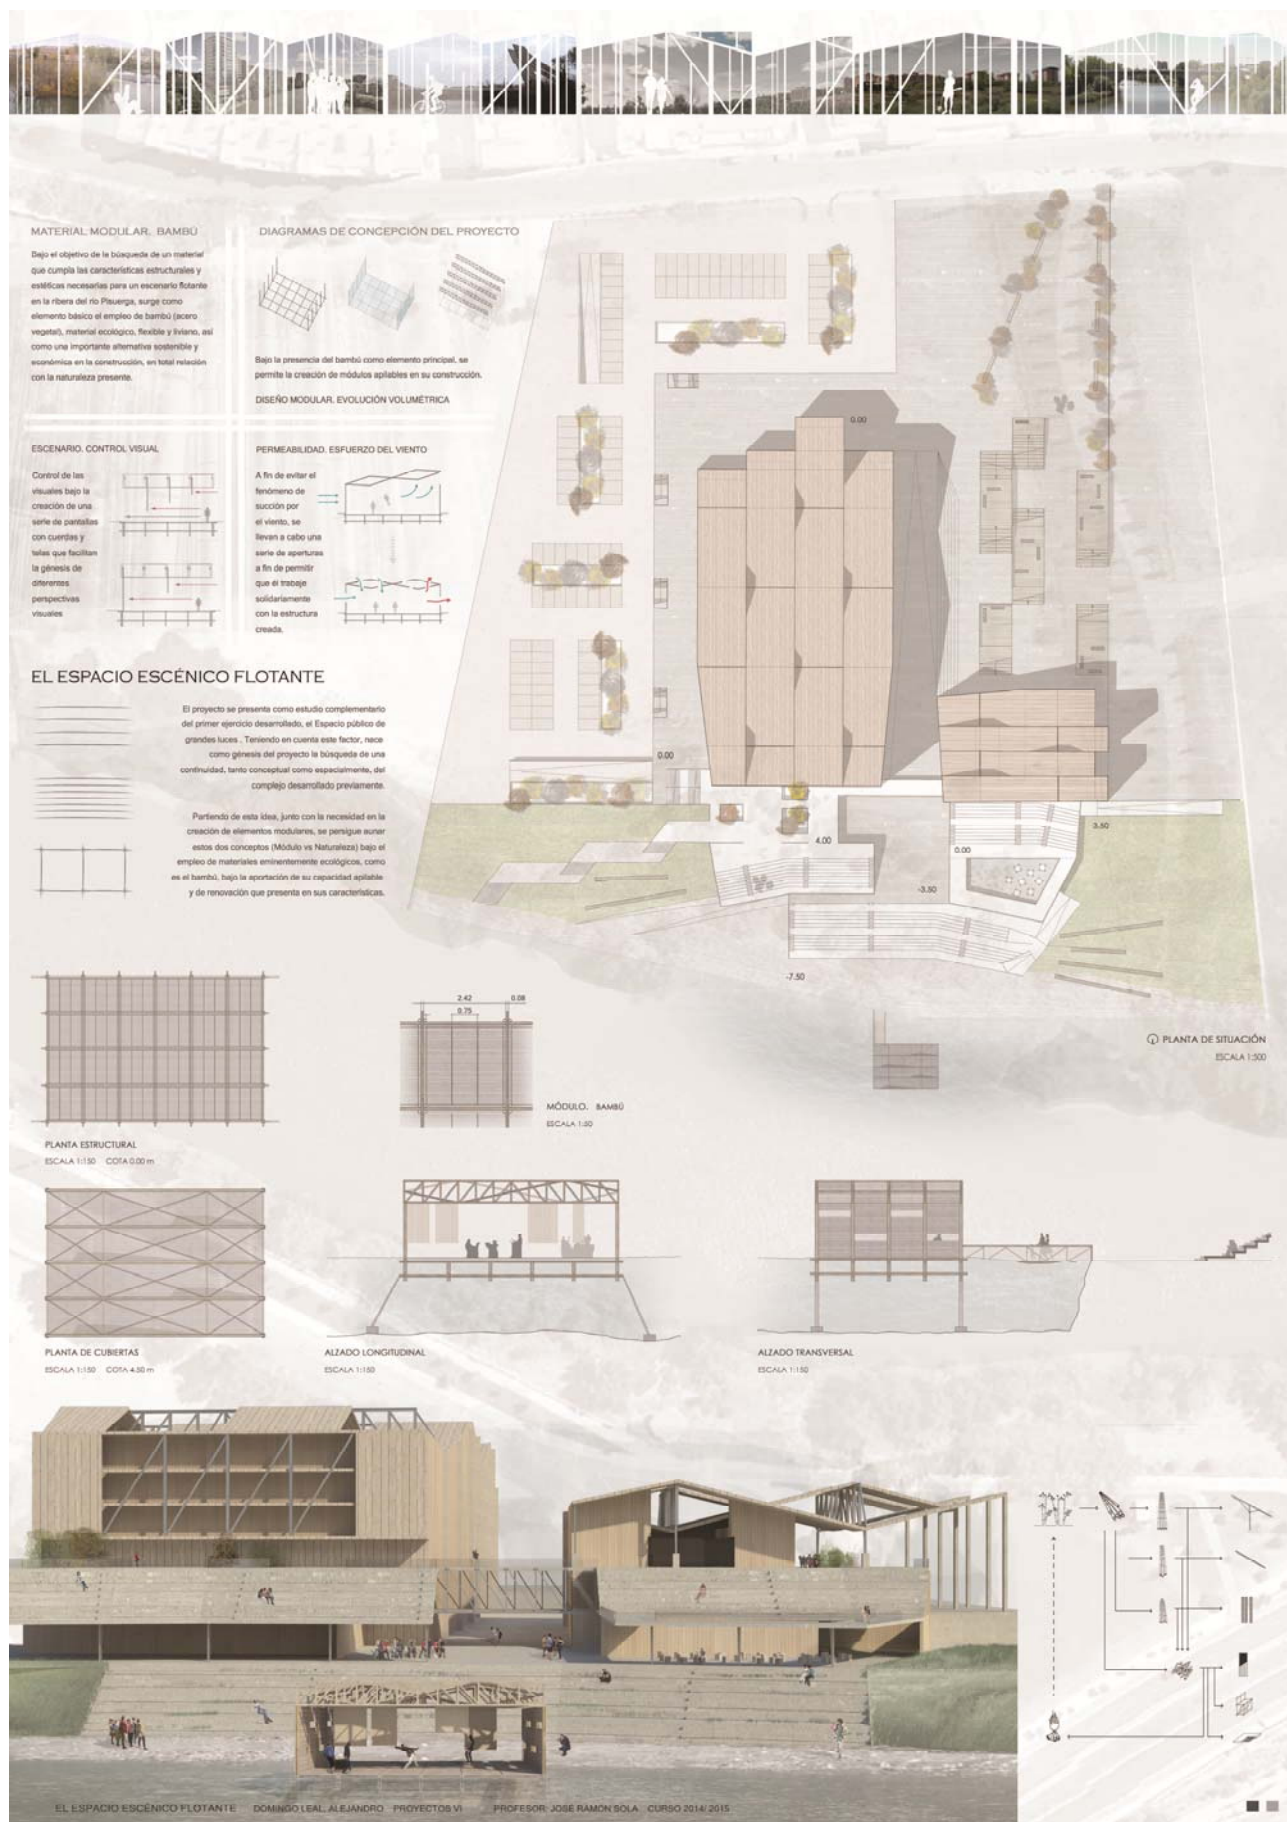 MATERIAL MODULAR. BAMBÚ
Bajo el objetivo de la búsqueda de un material
que cumpla las características estructurales y
estéticas necesarias para un escenario flotante
en la ribera del río Pisuerga, surge como
elemento básico el empleo de bambú (acero
vegetal), material ecológico, flexible y liviano, así
como una importante alternativa sostenible y
económica en la construcción, en total relación
con la naturaleza presente.
DIAGRAMAS DE CONCEPCIÓN DEL PROYECTO
Bajo la presencia del bambú como elemento principal, se
permite la creación de módulos apilables en su construcción.
DISEÑO MODULAR. EVOLUCIÓN VOLUMÉTRICA
ESCENARIO. CONTROL VISUAL
Control de las
visuales bajo la
creación de una
serie de pantallas
con cuerdas y
telas que facilitan
la génesis de
diferentes
perspectivas
visuales
PERMEABILIDAD. ESFUERZO DEL VIENTO
A fin de evitar el
fenómeno de
succión por
el viento, se
llevan a cabo una
serie de aperturas
a fin de permitir
que él trabaje
solidariamente
con la estructura
creada.
EL ESPACIO ESCÉNICO FLOTANTE
El proyecto se presenta como estudio complementario
del primer ejercicio desarrollado, el Espacio público de
grandes luces . Teniendo en cuenta este factor, nace
como génesis del proyecto la búsqueda de una
continuidad, tanto conceptual como especialmente, del
complejo desarrollado previamente.
Partiendo de esta idea, junto con la necesidad en la
creación de elementos modulares, se persigue aunar
estos dos conceptos (Módulo vs Naturaleza) bajo el
empleo de materiales eminentemente ecológicos, como
es el bambú, bajo la aportación de su capacidad apilable
y de renovación que presenta en sus características.
0.00
0.00
4.00
3.50
0.00
-3.50
-7.50
PLANTA DE SITUACIÓN
ESCALA 1:500
2.42 0.08
0.75
MÓDULO. BAMBÚ
ESCALA 1:50
PLANTA ESTRUCTURAL
ESCALA 1:150 COTA 0.00 m
PLANTA DE CUBIERTAS
ESCALA 1:150 COTA 4.50 m
ALZADO LONGITUDINAL
ESCALA 1:150
ALZADO TRANSVERSAL
ESCALA 1:150
EL ESPACIO ESCÉNICO FLOTANTE DOMINGO LEAL, ALEJANDRO PROYECTOS VI PROFESOR: JOSÉ RAMÓN SOLA CURSO 2014/ 2015